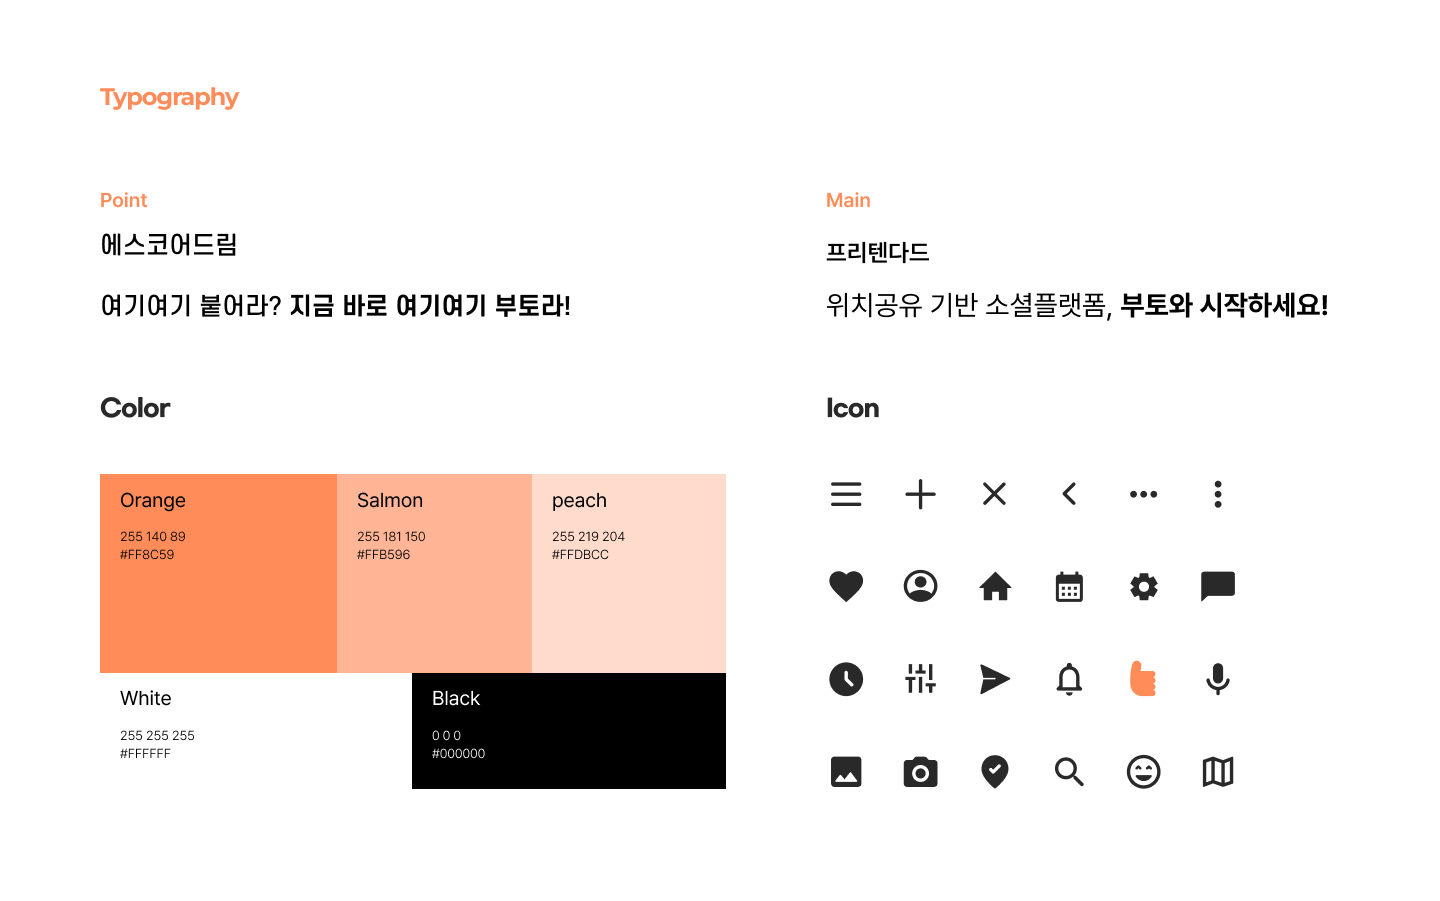 Typography
Point
에스코어드림
여기여기 붙어라? 지금 바로 여기여기 부토라!
Main
프리텐다드
위치공유 기반 소셜플랫폼, 부토와 시작하세요!
Color
Orange
255 140 89
#FF8C59
Salmon
255 181 150
#FFB596
peach
255 219 204
#FFDBCC
White
255 255 255
#FFFFFF
Black
0 0 0
#000000
Icon